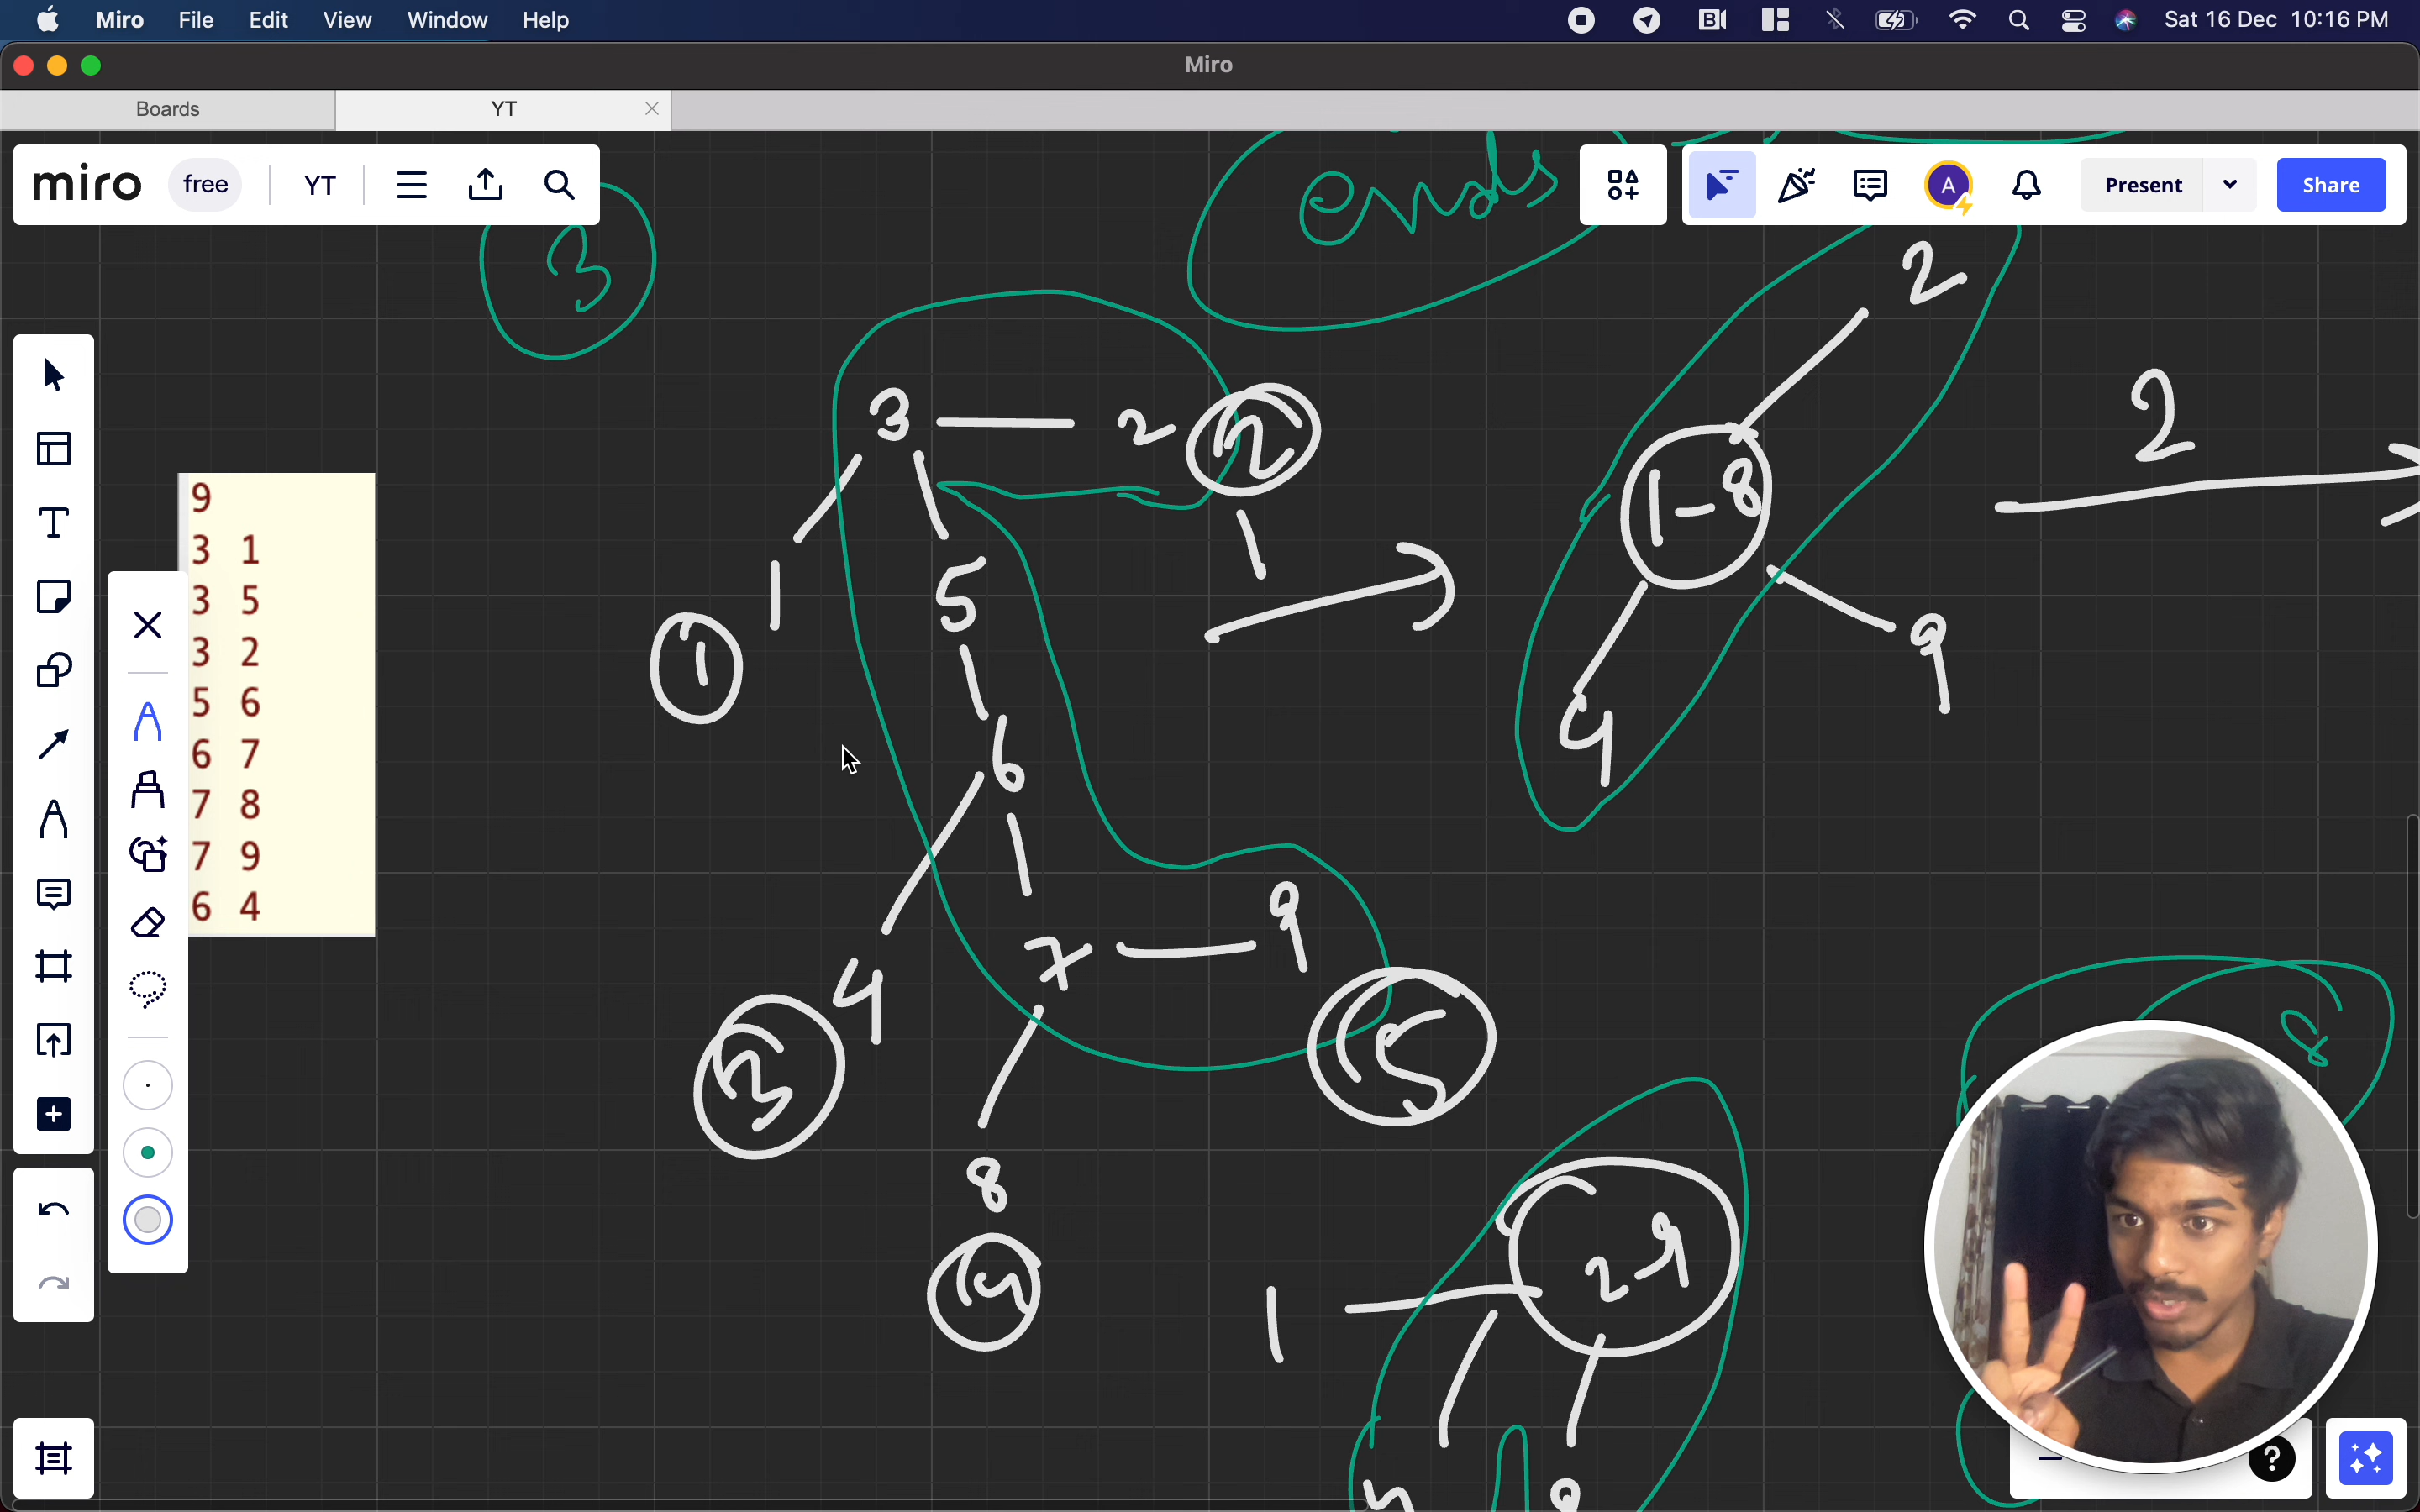 Miro File Edit View Window Help
Sat 16 Dec 10:16 PM
Miro
Boards
YT
miro free YT
Present
Share
A
ends
3
2
3 2 2
2
1-8
1
5
1
9
6
4
9
3 1
3 5
3 2
5 6
6 7
7 8
7 9
6 4
7 9
4
3
5
8
8
4
1
2-9
?